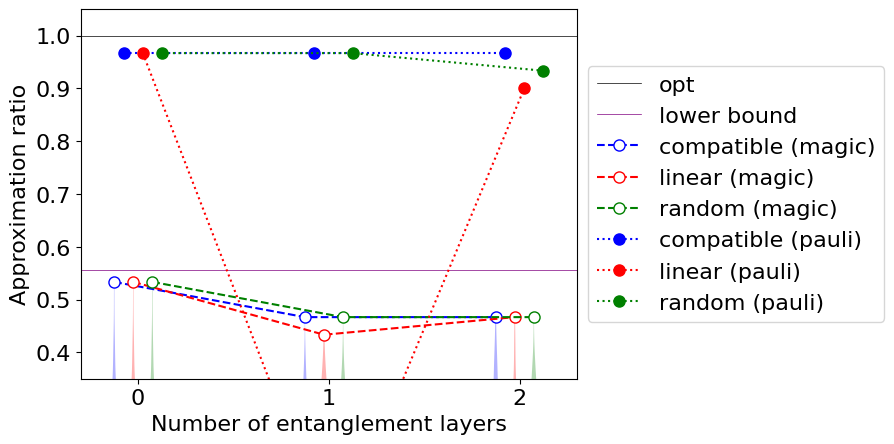 1.0
0.9
0.8
0.7
0.6
0.5
0.4
Approximation ratio
0 1 2
Number of entanglement layers
opt
lower bound
compatible (magic)
linear (magic)
random (magic)
compatible (pauli)
linear (pauli)
random (pauli)